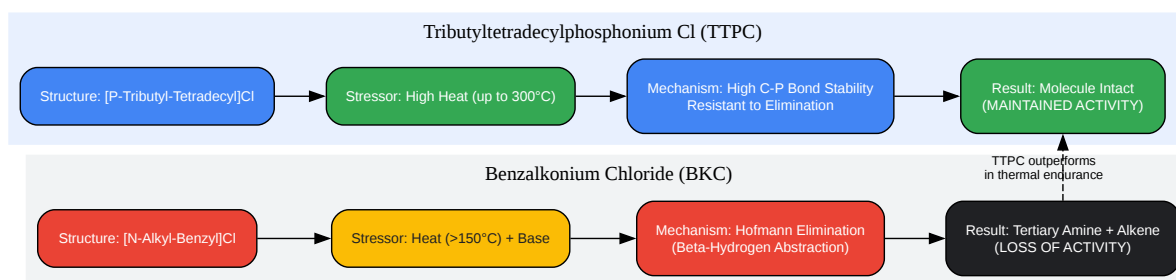 Tributyltetradecylphosphonium Cl (TTPC)
Structure: [P-Tributyl-Tetradecyl]Cl
Stressor: High Heat (up to 300°C)
Mechanism: High C-P Bond Stability
Resistant to Elimination
Result: Molecule Intact
(MAINTAINED ACTIVITY)
TTPC outperforms
in thermal endurance
Benzalkonium Chloride (BKC)
Structure: [N-Alkyl-Benzyl]Cl
Stressor: Heat (>150°C) + Base
Mechanism: Hofmann Elimination
(Beta-Hydrogen Abstraction)
Result: Tertiary Amine + Alkene
(LOSS OF ACTIVITY)